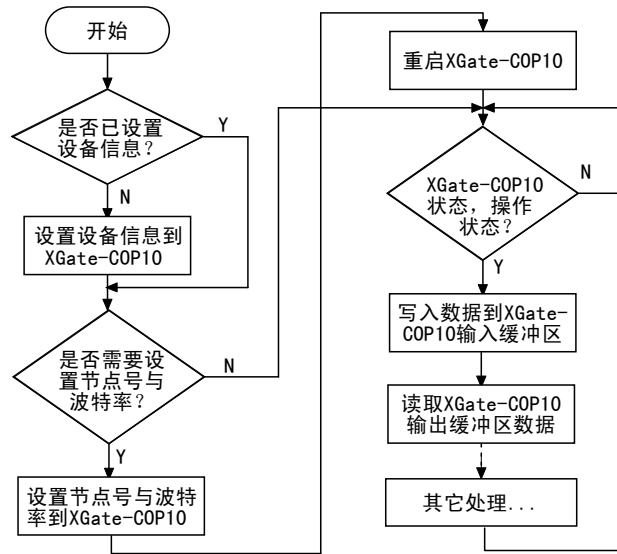 开始
是否已设置
设备信息？
Y
N
设置设备信息到
XGate-COP10
是否需要设
置节点号与
波特率？
N
Y
设置节点号与波特
率到XGate-COP10
重启XGate-COP10
XGate-COP10
状态，操作
状态？
N
Y
写入数据到XGate-
COP10输入缓冲区
读取XGate-COP10
输出缓冲区数据
其它处理...